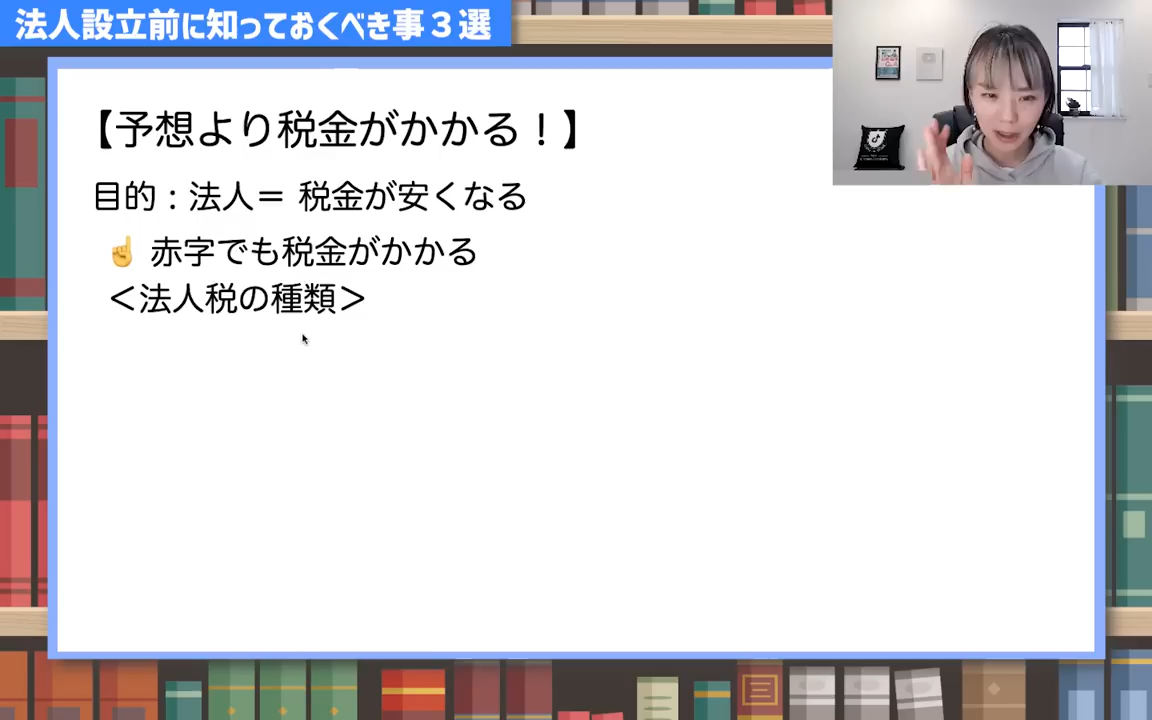 法人設立前に知っておくべき事３選
【予想より税金がかかる！】
目的：法人＝ 税金が安くなる
☝ 赤字でも税金がかかる
＜法人税の種類＞